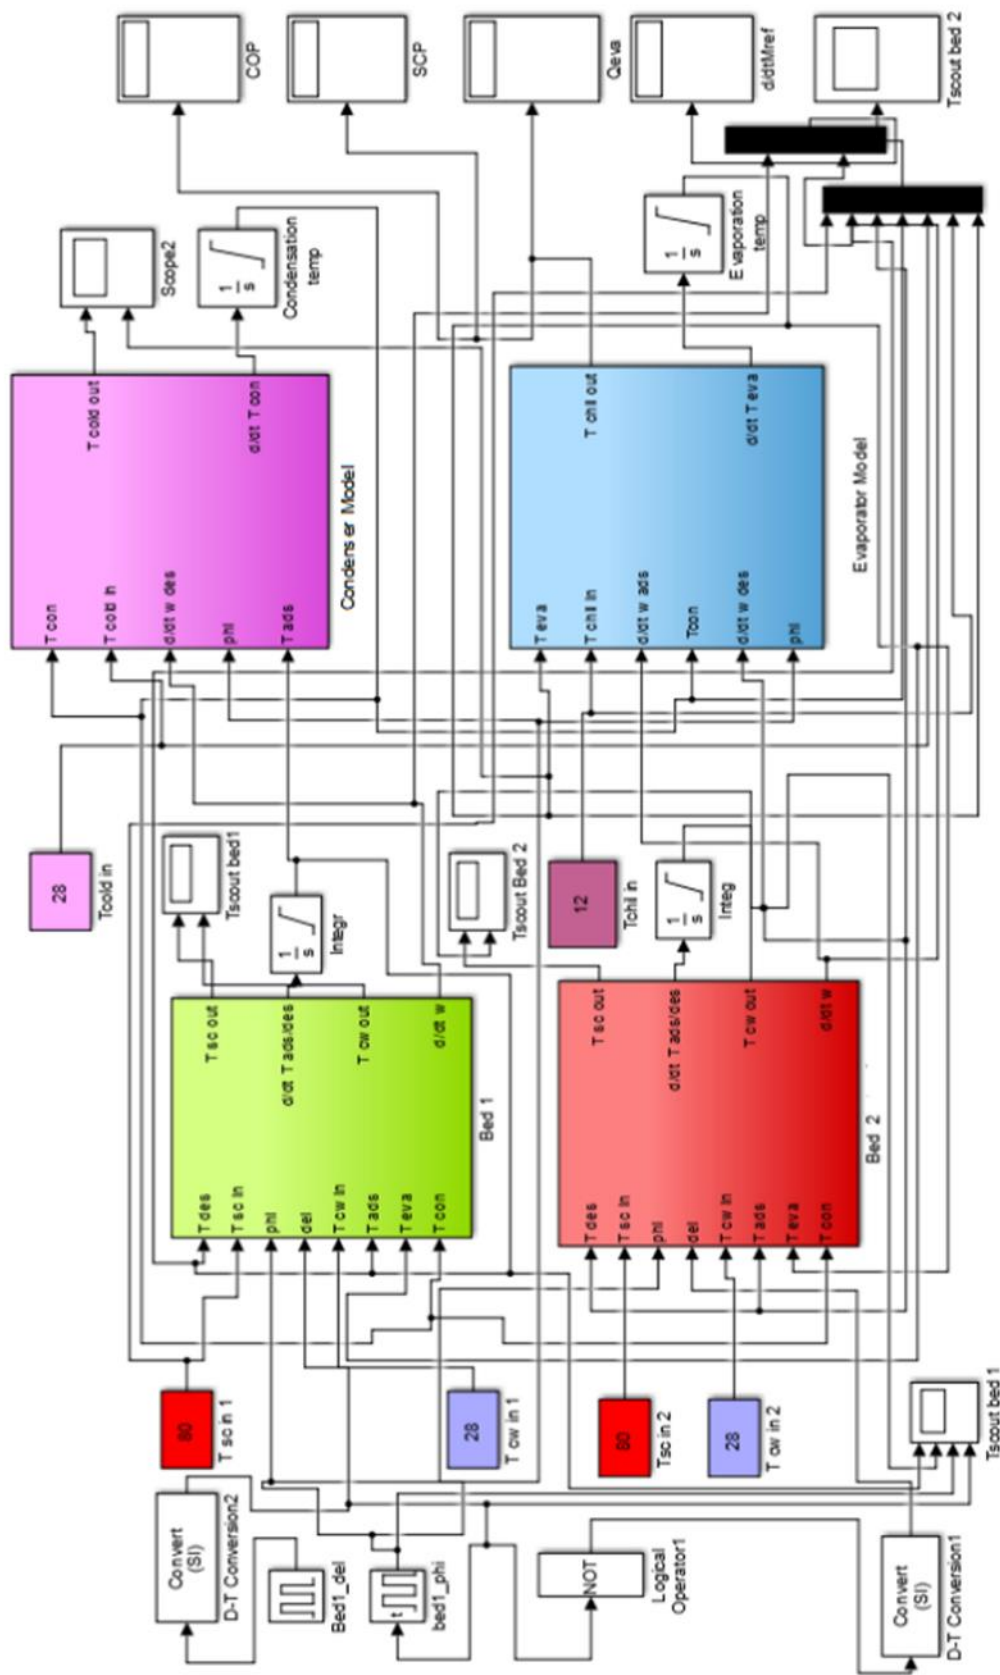 Convert
(SI)
D-T Conversion2
Bed1_del
t
bed1_phi
NOT
Logical
Operator1
Convert
(SI)
D-T Conversion1
80
T sc in 1
28
T cw in 1
80
Tsc in 2
28
T cw in 2
Tscout bed 1
T des
T sc in
phi
del
T cw in
T ads
T eva
T con
T sc out
d/dt T ads/des
T cw out
d/dt w
Bed 1
T des
T sc in
phi
del
T cw in
T ads
T eva
T con
T sc out
d/dt T ads/des
T cw out
d/dt w
Bed 2
28
Tcold in
Tscout bed1
1
s
Integr
Tscout Bed 2
12
Tchil in
1
s
Integ
T con
T cold in
d/dt w des
phi
T ads
T cold out
d/dt T con
Condenser Model
T eva
T chil in
d/dt w ads
Tcon
d/dt w des
phi
T chil out
d/dt T eva
Evaporator Model
Scope2
1
s
Condensation
temp
1
s
Evaporation
temp
COP
SCP
Qeva
d/dtMref
Tscout bed 2